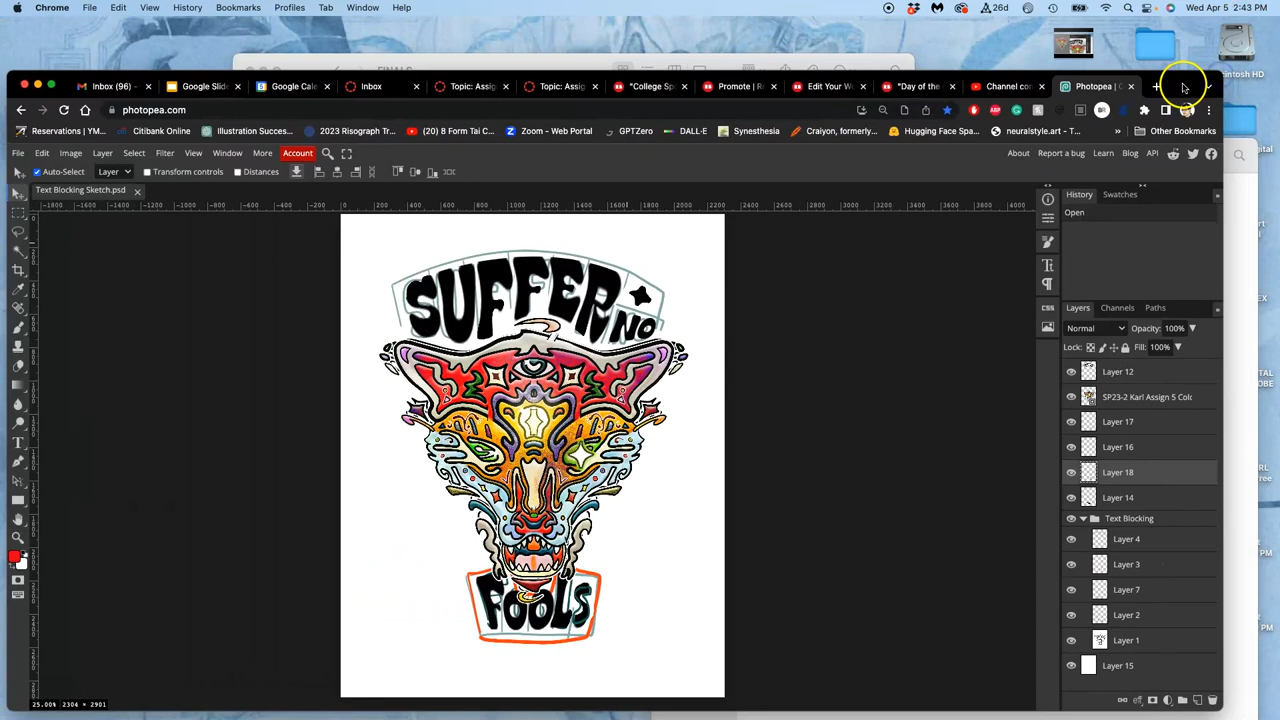 Chrome File Edit View History Bookmarks Profiles Tab Window Help 26d Wed Apr 5 2:43 PM
FINALS
Inbox (96) - Google Slide Google Cale Inbox Topic: Assig Topic: Assig "College Sp Promote | Re Edit Your W "Day of the Channel con Photopea | O
photopea.com
Reservations | YM... Citibank Online Illustration Succes... 2023 Risograph Tr... (20) 8 Form Tai C... Zoom - Web Portal GPTZero DALL-E Synesthesia Craiyon, formerly... Hugging Face Spa... neuralstyle.art - T... » Other Bookmarks
File Edit Image Layer Select Filter View Window More Account About Report a bug Learn Blog API
Auto-Select Layer Transform controls Distances
Text Blocking Sketch.psd
History Swatches
Open
SUFFER
NO
FOOLS
Layers Channels Paths
Normal Opacity: 100%
Lock: Fill: 100%
Layer 12
SP23-2 Karl Assign 5 Colo
Layer 17
Layer 16
Layer 18
Layer 14
Text Blocking
Layer 4
Layer 3
Layer 7
Layer 2
Layer 1
Layer 15
25.00% 2304 × 2901